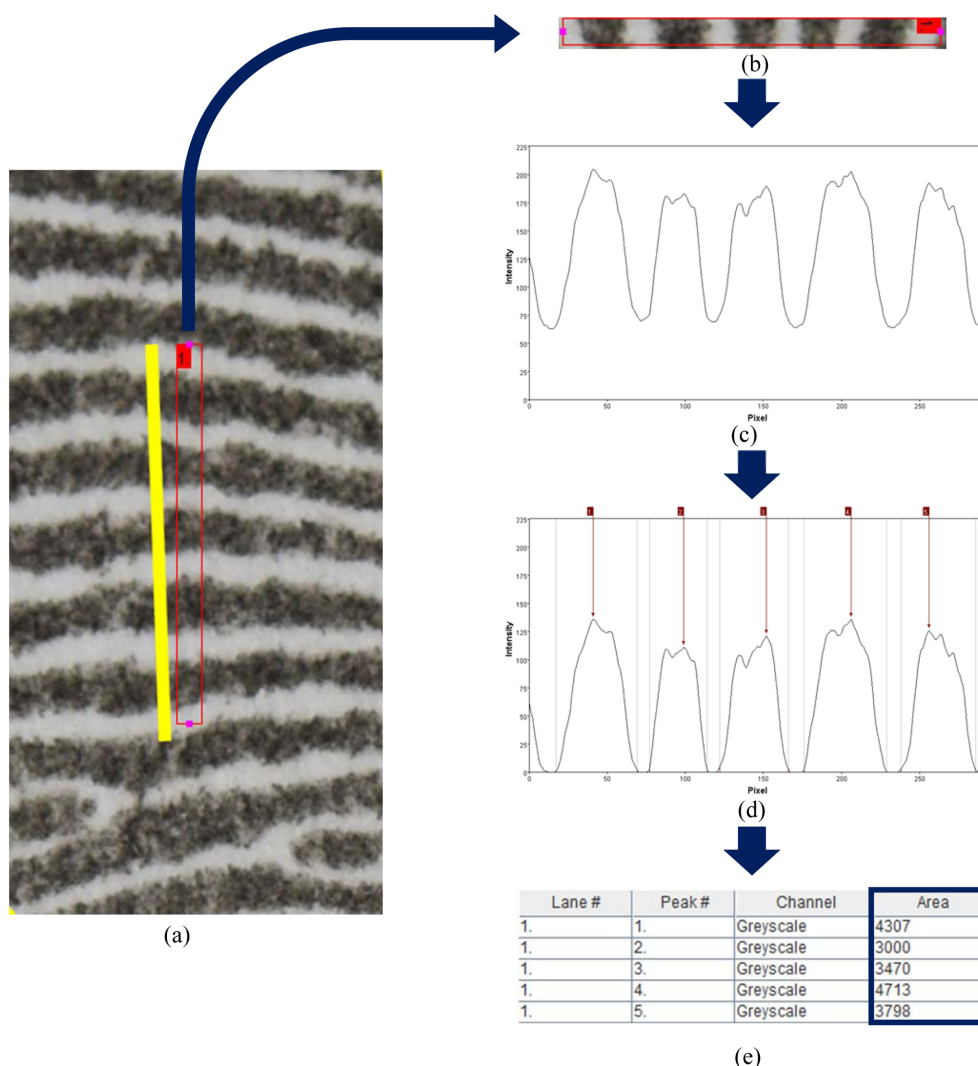 1.
(b)
225
200
175
150
125
100
75
50
25
0
Intensity
0 50 100 150 200 250
Pixel
(c)
1 2 3 4 5
225
200
175
150
125
100
75
50
25
0
Intensity
0 50 100 150 200 250
Pixel
(d)
1.
(a)
Lane # Peak # Channel Area
1. 1. Greyscale 4307
1. 2. Greyscale 3000
1. 3. Greyscale 3470
1. 4. Greyscale 4713
1. 5. Greyscale 3798
(e)